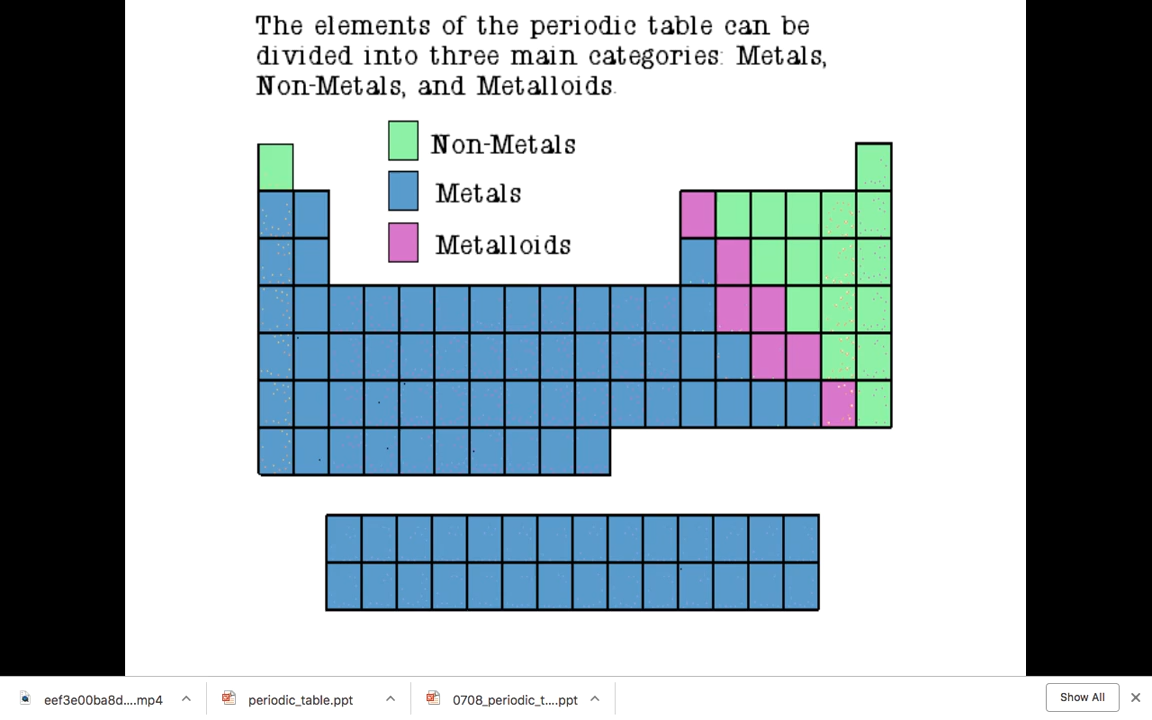 The elements of the periodic table can be
divided into three main categories: Metals,
Non-Metals, and Metalloids.
Non-Metals
Metals
Metalloids
eef3e00ba8d....mp4
periodic_table.ppt
0708_periodic_t....ppt
Show All